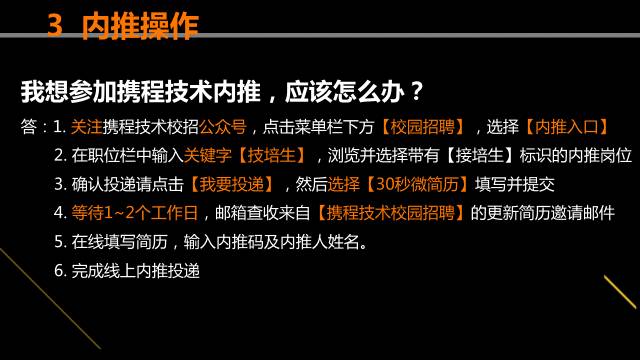 3 内推操作
我想参加携程技术内推，应该怎么办？
答：1. 关注携程技术校招公众号，点击菜单栏下方【校园招聘】，选择【内推入口】
2. 在职位栏中输入关键字【技培生】，浏览并选择带有【接培生】标识的内推岗位
3. 确认投递请点击【我要投递】，然后选择【30秒微简历】填写并提交
4. 等待1~2个工作日，邮箱查收来自【携程技术校园招聘】的更新简历邀请邮件
5. 在线填写简历，输入内推码及内推人姓名。
6. 完成线上内推投递